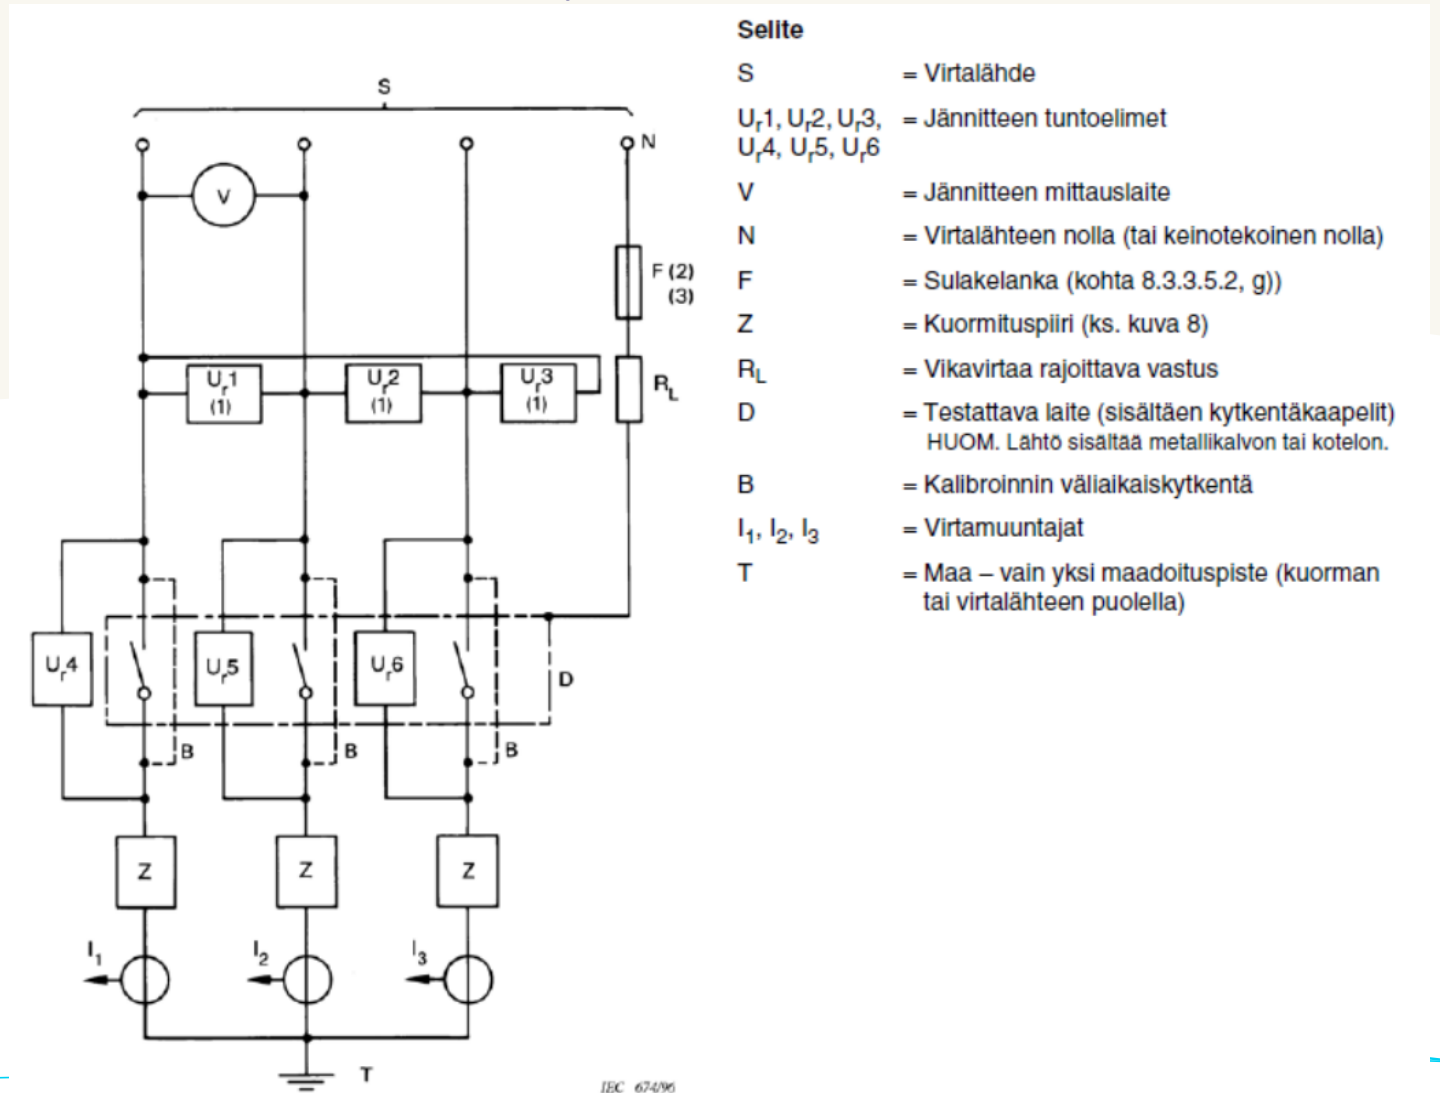 S
N
V
F (2)
(3)
Ur1
(1)
Ur2
(1)
Ur3
(1)
RL
Ur4
Ur5
Ur6
D
B
B
B
Z
Z
Z
I1
I2
I3
T
IEC 674/96
Selite
S = Virtalähde
Ur1, Ur2, Ur3, = Jännitteen tuntoelimet
Ur4, Ur5, Ur6
V = Jännitteen mittauslaite
N = Virtalähteen nolla (tai keinotekoinen nolla)
F = Sulakelanka (kohta 8.3.3.5.2, g))
Z = Kuormituspiiri (ks. kuva 8)
RL = Vikavirtaa rajoittava vastus
D = Testattava laite (sisältäen kytkentäkaapelit)
HUOM. Lähtö sisältää metallikalvon tai kotelon.
B = Kalibroinnin väliaikaiskytkentä
I1, I2, I3 = Virtamuuntajat
T = Maa – vain yksi maadoituspiste (kuorman
tai virtalähteen puolella)